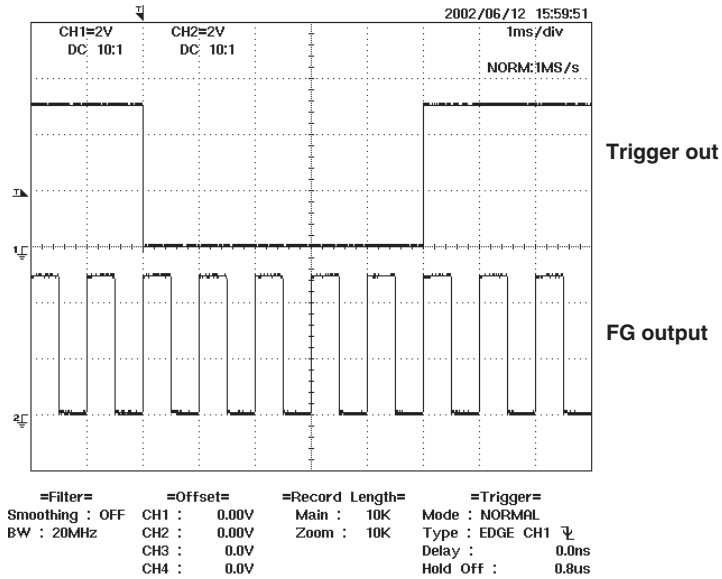 2002/06/12 15:59:51
CH1=2V CH2=2V 1ms/div
DC 10:1 DC 10:1
NORM:1MS/s
Trigger out
FG output
=Filter= =Offset= =Record Length= =Trigger=
Smoothing : OFF CH1 : 0.00V Main : 10K Mode : NORMAL
BW : 20MHz CH2 : 0.00V Zoom : 10K Type : EDGE CH1
CH3 : 0.0V Delay : 0.0ns
CH4 : 0.0V Hold Off : 0.8us